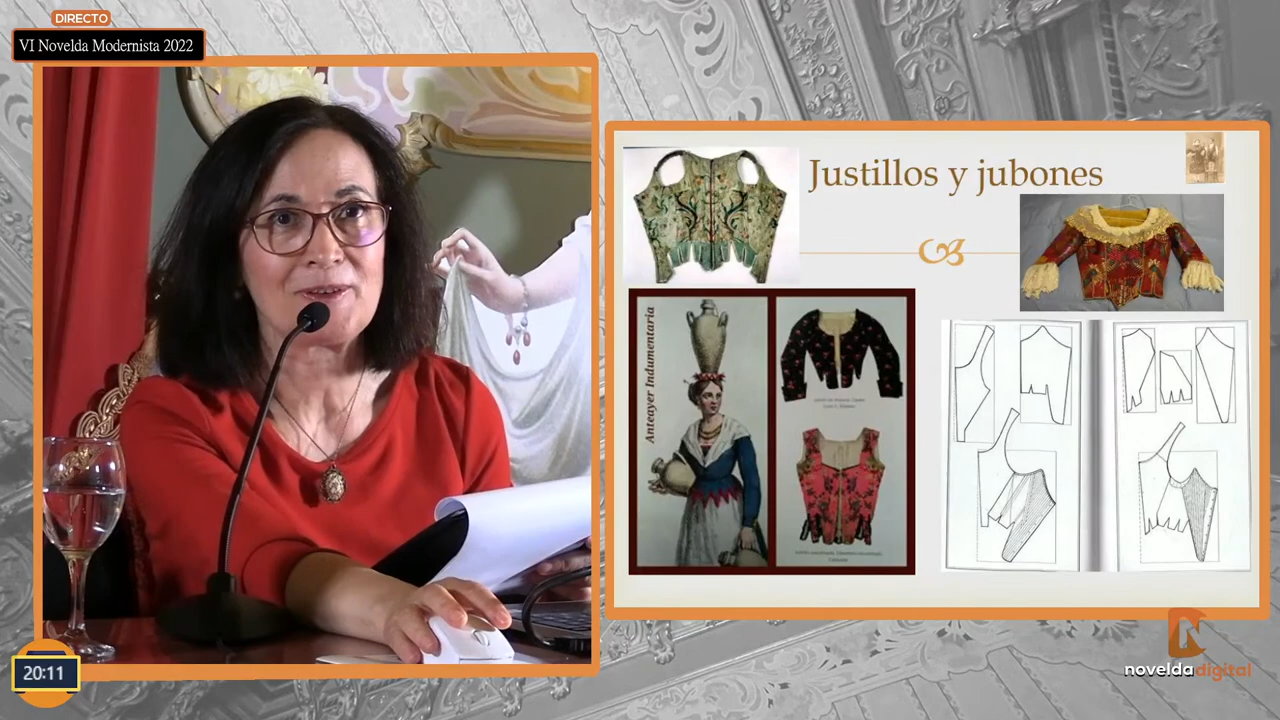 DIRECTO
VI Novelda Modernista 2022
Justillos y jubones
Anteayer Indumentaria
20:11
noveldadigital